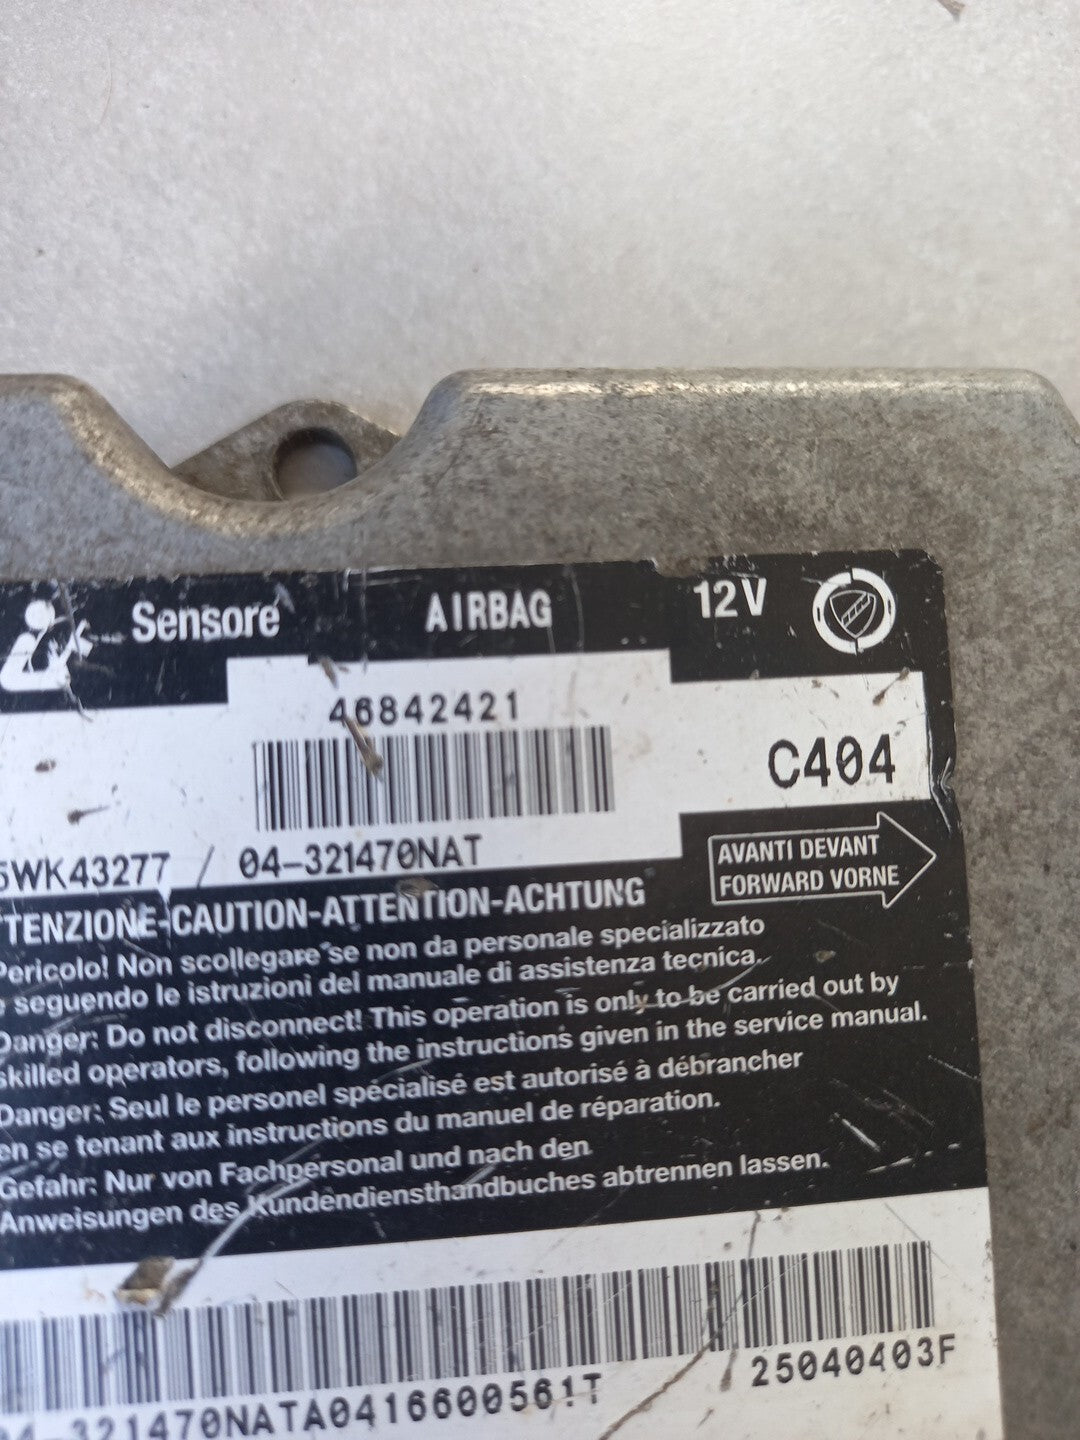 Sensore AIRBAG 12V
46842421
C404
5WK43277 / 04-321470NAT
AVANTI DEVANT
FORWARD VORNE
TTENZIONE-CAUTION-ATTENTION-ACHTUNG
Pericolo! Non scollegare se non da personale specializzato
e seguendo le istruzioni del manuale di assistenza tecnica.
Danger: Do not disconnect! This operation is only to be carried out by
skilled operators, following the instructions given in the service manual.
Danger: Seul le personel spécialisé est autorisé à débrancher
en se tenant aux instructions du manuel de réparation.
Gefahr: Nur von Fachpersonal und nach den
Anweisungen des Kundendiensthandbuches abtrennen lassen.
25040403F